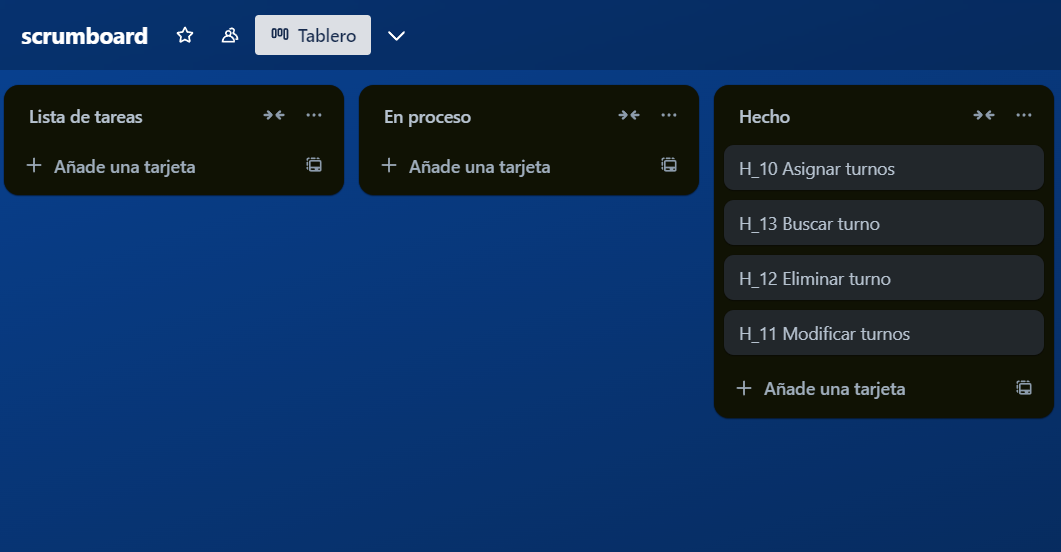 scrumboard
Tablero
Lista de tareas
Añade una tarjeta
En proceso
Añade una tarjeta
Hecho
H_10 Asignar turnos
H_13 Buscar turno
H_12 Eliminar turno
H_11 Modificar turnos
Añade una tarjeta